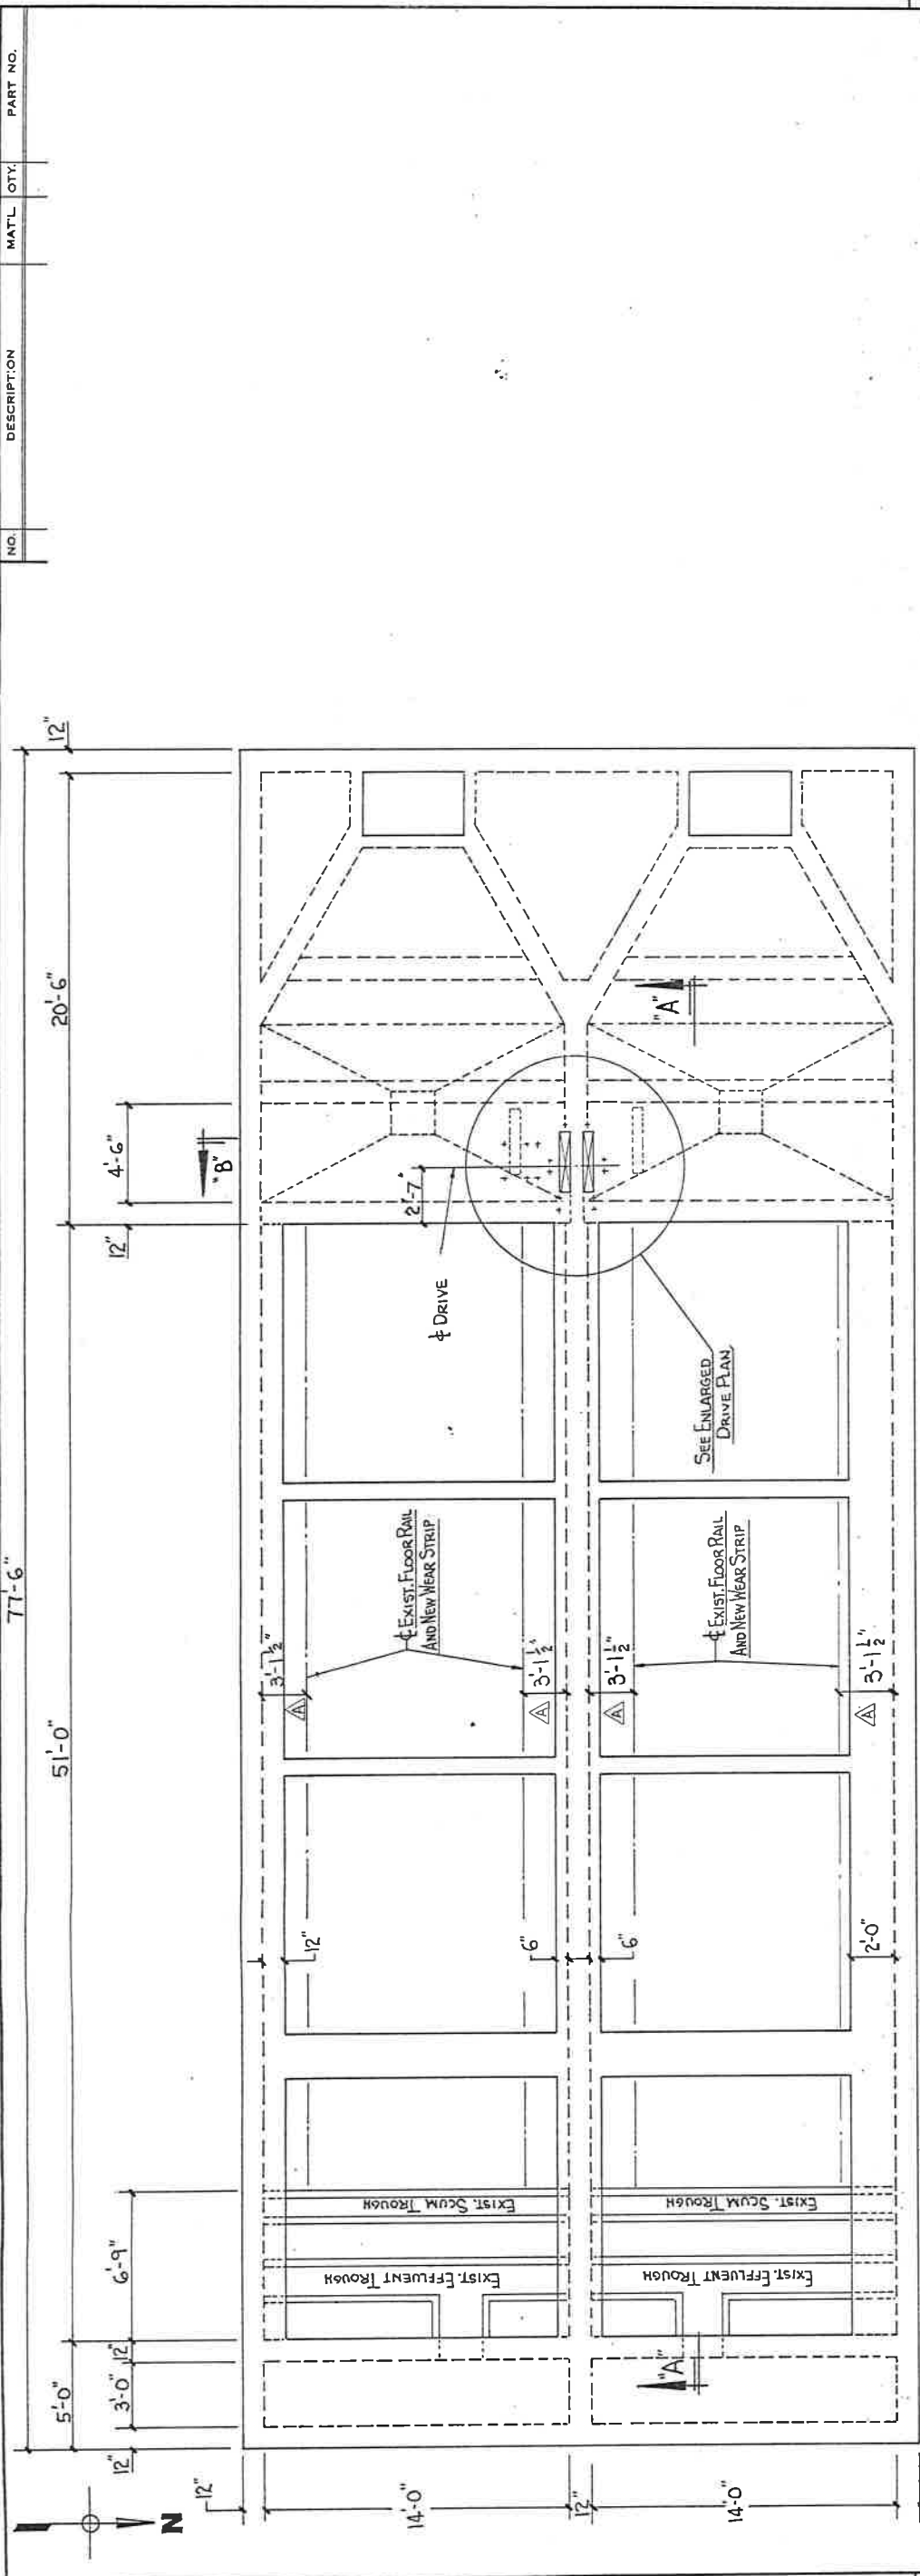 NO.
DESCRIPTION
MAT'L
QTY.
PART NO.
77'-6"
5'-0"
51'-0"
20'-6"
12"
12"
3'-0"
12"
6'-9"
12"
4'-6"
"B"
N
12"
14'-0"
12"
14'-0"
EXIST. EFFLUENT TROUGH
EXIST. SCUM TROUGH
EXIST. EFFLUENT TROUGH
EXIST. SCUM TROUGH
"A"
12"
6"
6"
2'-0"
3'-1½"
A
A
3'-1½"
A
3'-1½"
A
3'-1½"
℄ EXIST. FLOOR RAIL
AND NEW WEAR STRIP
℄ EXIST. FLOOR RAIL
AND NEW WEAR STRIP
℄ DRIVE
2'-7"
SEE ENLARGED
DRIVE PLAN
"A"